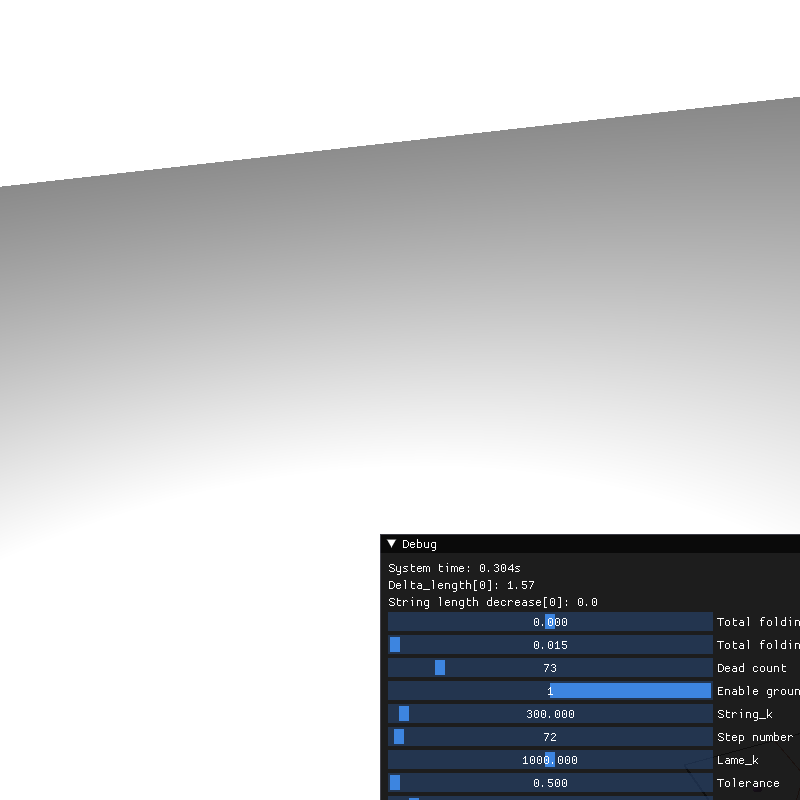 Debug
System time: 0.304s
Delta_length[0]: 1.57
String length decrease[0]: 0.0
0.000 Total foldin
0.015 Total foldin
73 Dead count
1 Enable groun
300.000 String_k
72 Step number
1000.000 Lame_k
0.500 Tolerance